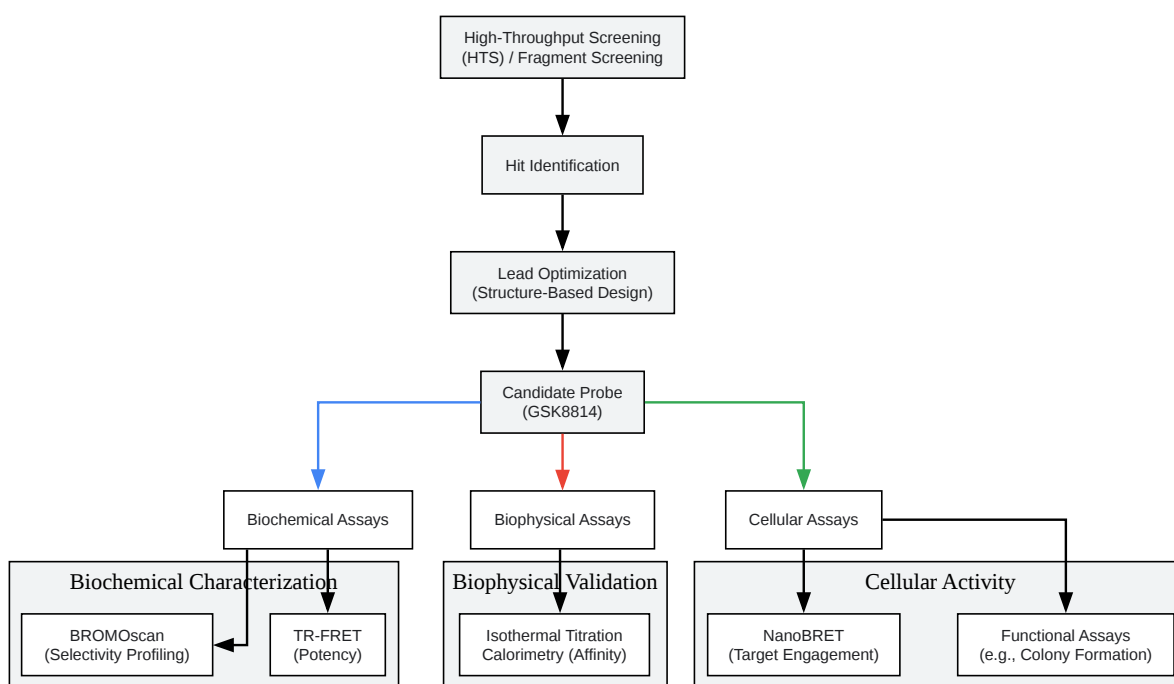 High-Throughput Screening
(HTS) / Fragment Screening
Hit Identification
Lead Optimization
(Structure-Based Design)
Candidate Probe
(GSK8814)
Biochemical Assays
Biophysical Assays
Cellular Assays
Biochemical Characterization
Biophysical Validation
Cellular Activity
BROMOscan
(Selectivity Profiling)
TR-FRET
(Potency)
Isothermal Titration
Calorimetry (Affinity)
NanoBRET
(Target Engagement)
Functional Assays
(e.g., Colony Formation)